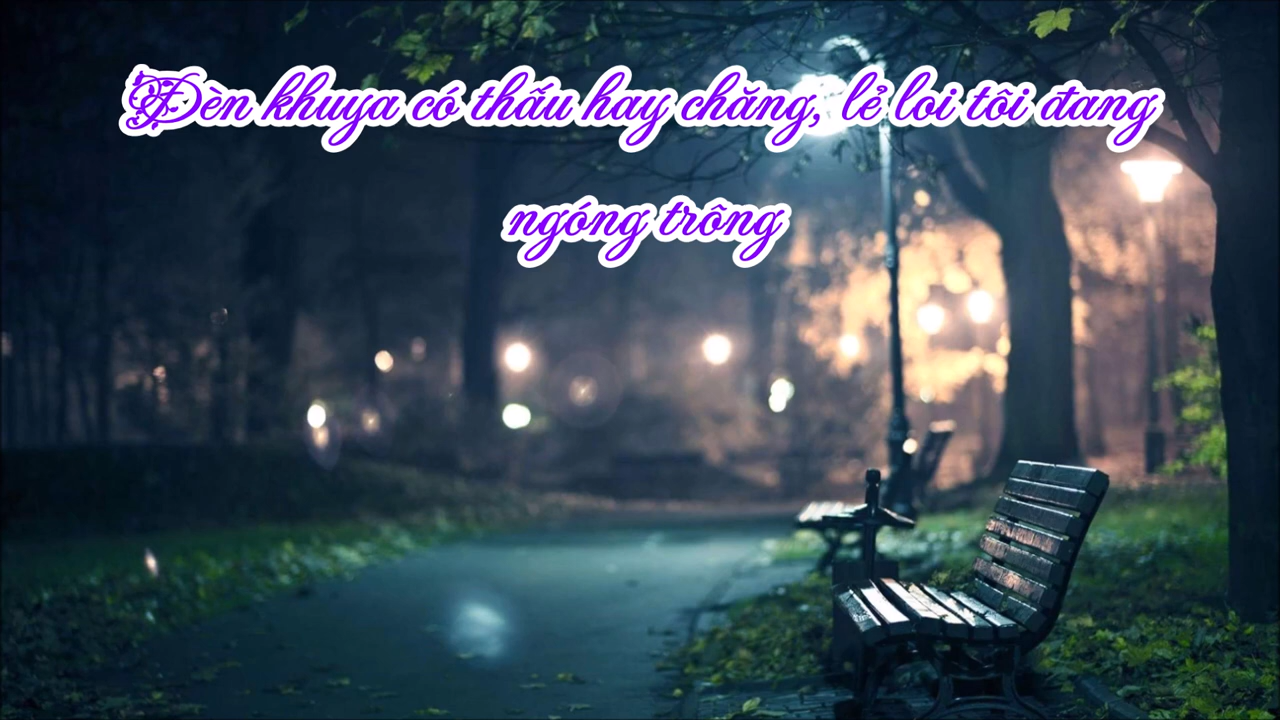 Đèn khuya có thấu hay chăng, lẻ loi tôi đang
ngóng trông